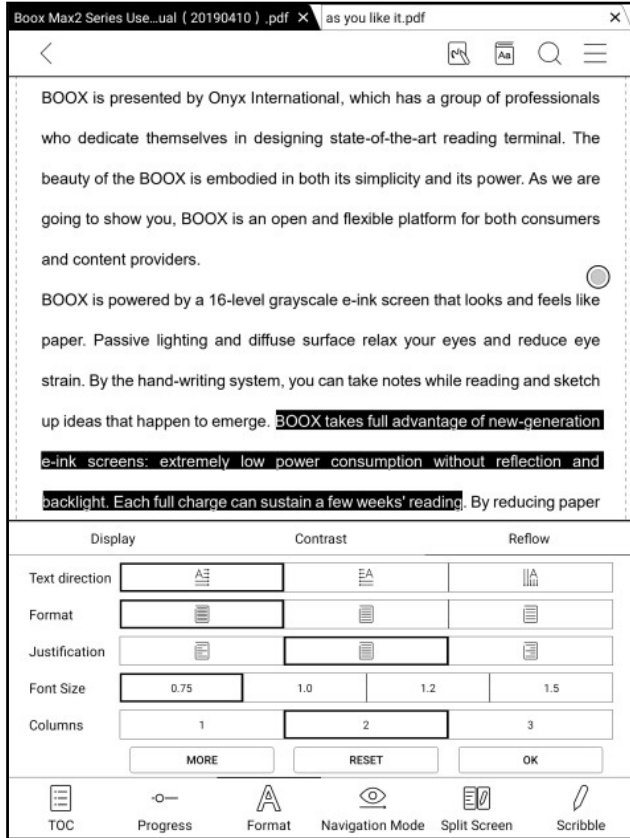 Boox Max2 Series Use...ual ( 20190410 ) .pdf ×
as you like it.pdf ×
Aa
BOOX is presented by Onyx International, which has a group of professionals
who dedicate themselves in designing state-of-the-art reading terminal. The
beauty of the BOOX is embodied in both its simplicity and its power. As we are
going to show you, BOOX is an open and flexible platform for both consumers
and content providers.
BOOX is powered by a 16-level grayscale e-ink screen that looks and feels like
paper. Passive lighting and diffuse surface relax your eyes and reduce eye
strain. By the hand-writing system, you can take notes while reading and sketch
up ideas that happen to emerge. BOOX takes full advantage of new-generation
e-ink screens: extremely low power consumption without reflection and
backlight. Each full charge can sustain a few weeks' reading. By reducing paper
Display Contrast Reflow
Text direction A A A
Format
Justification
Font Size 0.75 1.0 1.2 1.5
Columns 1 2 3
MORE RESET OK
TOC Progress Format Navigation Mode Split Screen Scribble